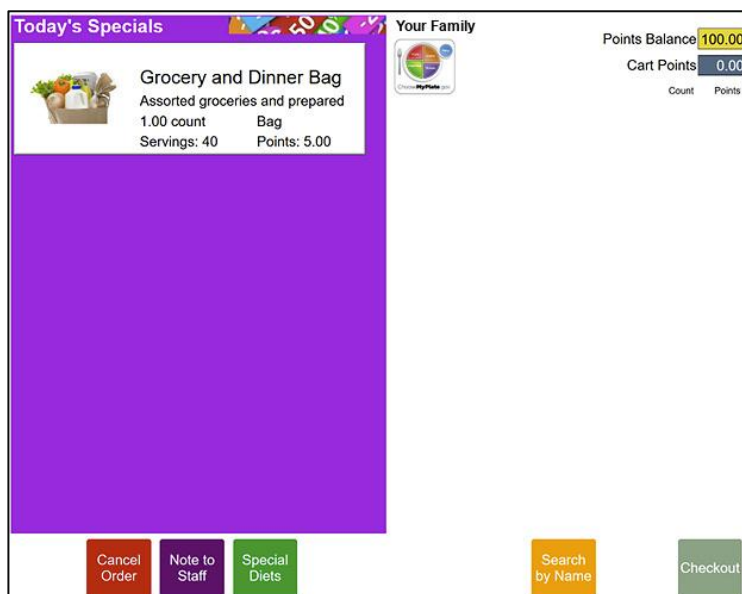 Today's Specials
Grocery and Dinner Bag
Assorted groceries and prepared
1.00 count Bag
Servings: 40 Points: 5.00
Your Family
ChooseMyPlate.gov
Points Balance 100.00
Cart Points 0.00
Count Points
Cancel
Order
Note to
Staff
Special
Diets
Search
by Name
Checkout